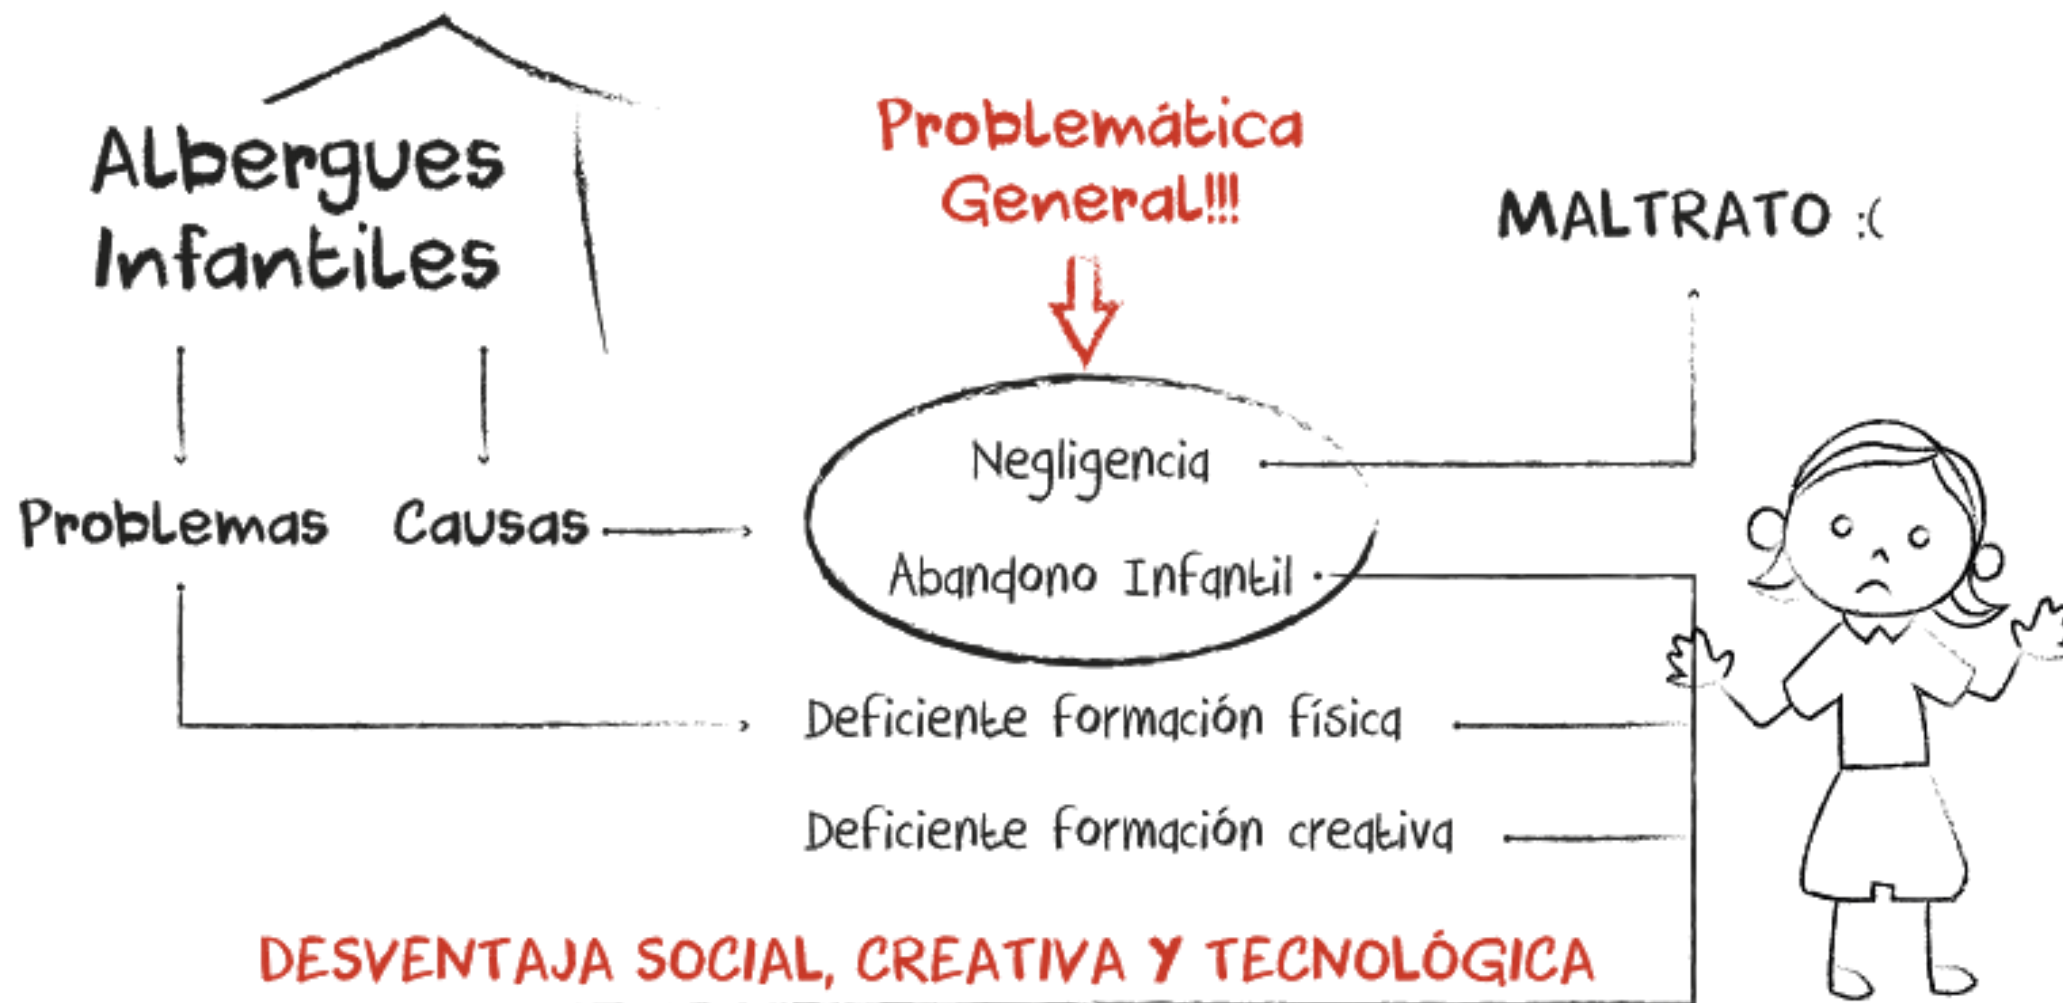 Albergues
Infantiles
Problemática
General!!!
MALTRATO :(
Problemas
Causas
Negligencia
Abandono Infantil
Deficiente formación física
Deficiente formación creativa
DESVENTAJA SOCIAL, CREATIVA Y TECNOLÓGICA